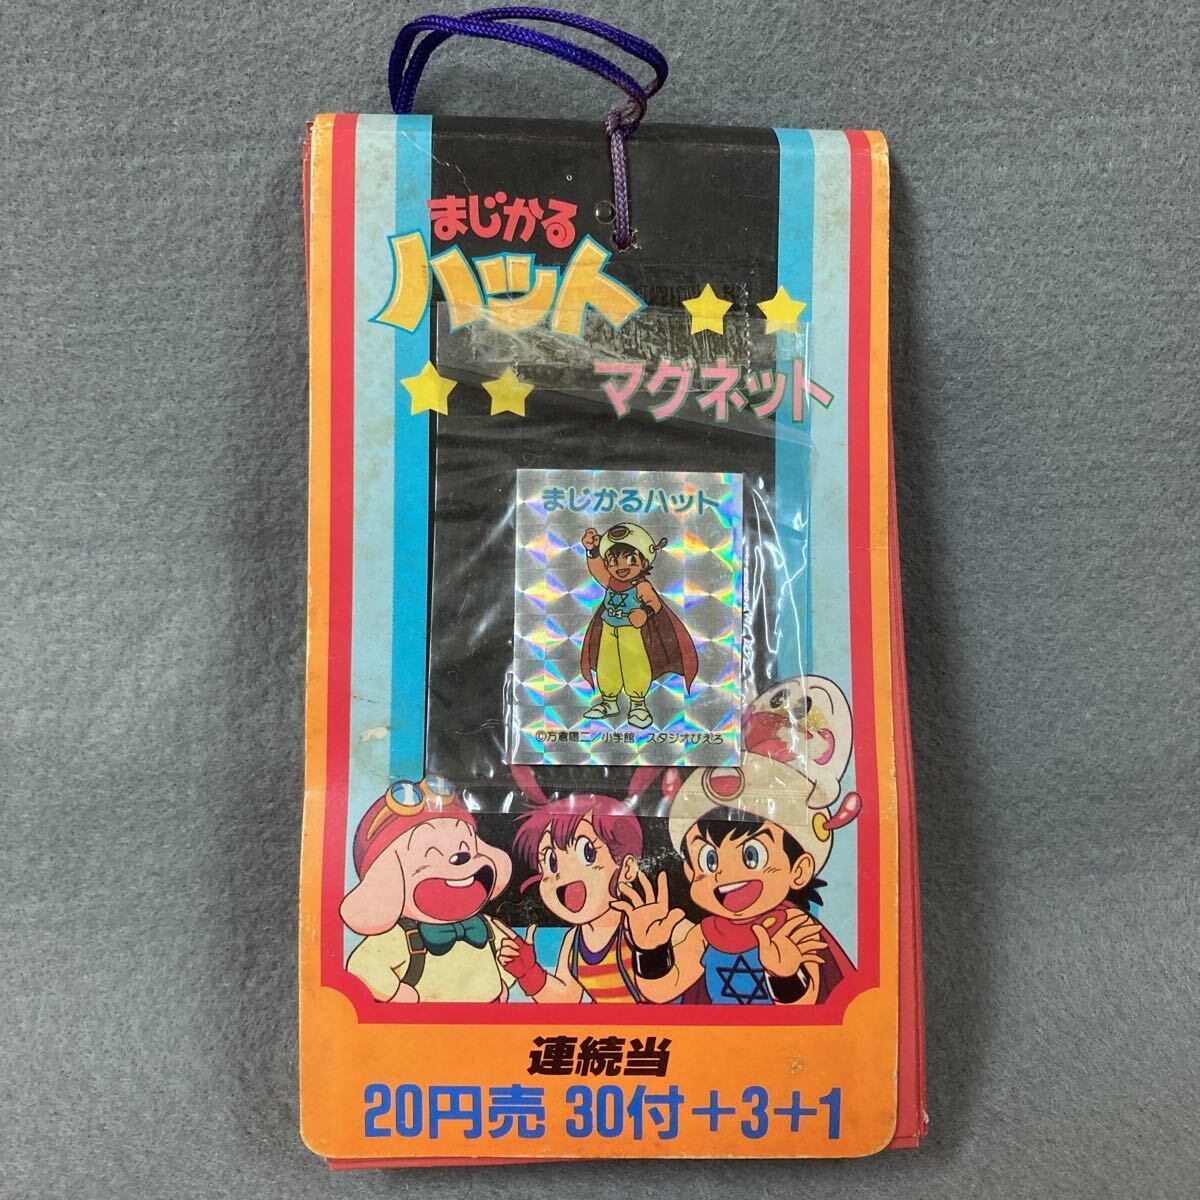 まじかる
ハット
マグネット
まじかるハット
©万倉陽二／小学館・スタジオぴえろ
連続当
20円売 30付＋3＋1